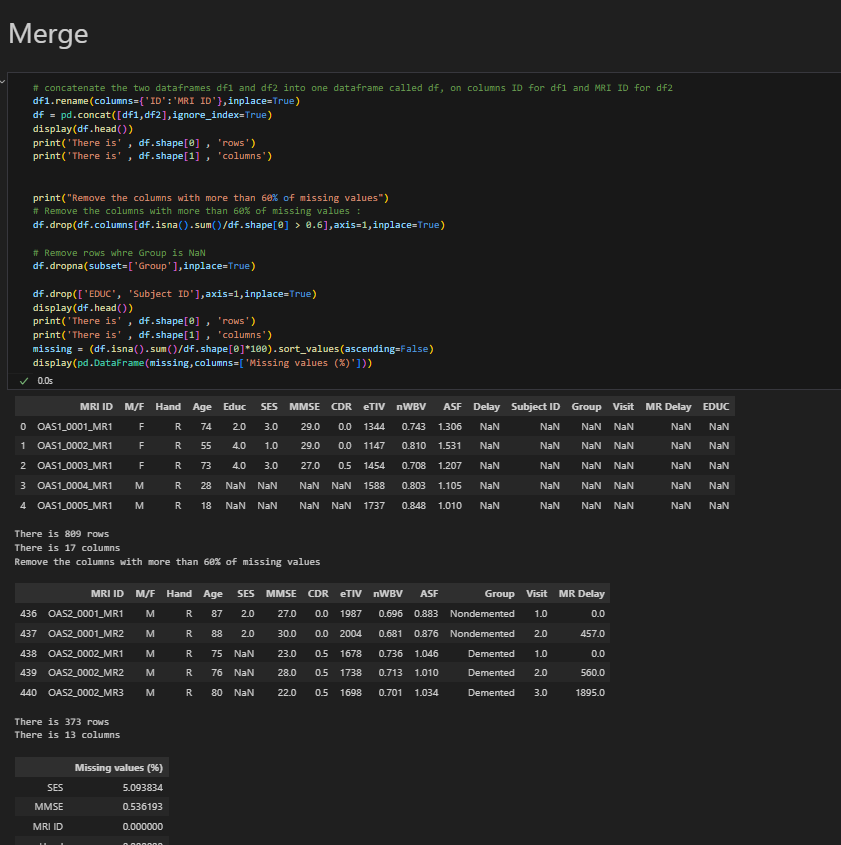 Merge
# concatenate the two dataframes df1 and df2 into one dataframe called df, on columns ID for df1 and MRI ID for df2
df1.rename(columns={'ID':'MRI ID'},inplace=True)
df = pd.concat([df1,df2],ignore_index=True)
display(df.head())
print('There is' , df.shape[0] , 'rows')
print('There is' , df.shape[1] , 'columns')
print("Remove the columns with more than 60% of missing values")
# Remove the columns with more than 60% of missing values :
df.drop(df.columns[df.isna().sum()/df.shape[0] > 0.6],axis=1,inplace=True)
# Remove rows whre Group is NaN
df.dropna(subset=['Group'],inplace=True)
df.drop(['EDUC', 'Subject ID'],axis=1,inplace=True)
display(df.head())
print('There is' , df.shape[0] , 'rows')
print('There is' , df.shape[1] , 'columns')
missing = (df.isna().sum()/df.shape[0]*100).sort_values(ascending=False)
display(pd.DataFrame(missing,columns=['Missing values (%)']))
0.0s
MRI ID M/F Hand Age Educ SES MMSE CDR eTIV nWBV ASF Delay Subject ID Group Visit MR Delay EDUC
0 OAS1_0001_MR1 F R 74 2.0 3.0 29.0 0.0 1344 0.743 1.306 NaN NaN NaN NaN NaN NaN
1 OAS1_0002_MR1 F R 55 4.0 1.0 29.0 0.0 1147 0.810 1.531 NaN NaN NaN NaN NaN NaN
2 OAS1_0003_MR1 F R 73 4.0 3.0 27.0 0.5 1454 0.708 1.207 NaN NaN NaN NaN NaN NaN
3 OAS1_0004_MR1 M R 28 NaN NaN NaN NaN 1588 0.803 1.105 NaN NaN NaN NaN NaN NaN
4 OAS1_0005_MR1 M R 18 NaN NaN NaN NaN 1737 0.848 1.010 NaN NaN NaN NaN NaN NaN
There is 809 rows
There is 17 columns
Remove the columns with more than 60% of missing values
MRI ID M/F Hand Age SES MMSE CDR eTIV nWBV ASF Group Visit MR Delay
436 OAS2_0001_MR1 M R 87 2.0 27.0 0.0 1987 0.696 0.883 Nondemented 1.0 0.0
437 OAS2_0001_MR2 M R 88 2.0 30.0 0.0 2004 0.681 0.876 Nondemented 2.0 457.0
438 OAS2_0002_MR1 M R 75 NaN 23.0 0.5 1678 0.736 1.046 Demented 1.0 0.0
439 OAS2_0002_MR2 M R 76 NaN 28.0 0.5 1738 0.713 1.010 Demented 2.0 560.0
440 OAS2_0002_MR3 M R 80 NaN 22.0 0.5 1698 0.701 1.034 Demented 3.0 1895.0
There is 373 rows
There is 13 columns
Missing values (%)
SES 5.093834
MMSE 0.536193
MRI ID 0.000000